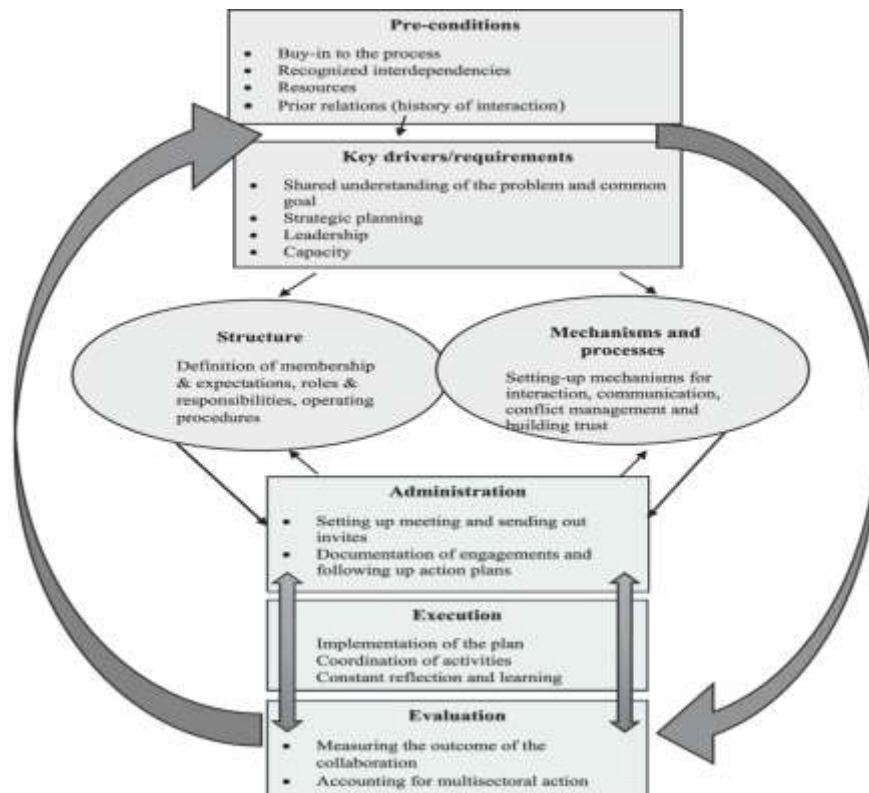 Pre-conditions
• Buy-in to the process
• Recognized interdependencies
• Resources
• Prior relations (history of interaction)
Key drivers/requirements
• Shared understanding of the problem and common
goal
• Strategic planning
• Leadership
• Capacity
Structure
Definition of membership
& expectations, roles &
responsibilities, operating
procedures
Mechanisms and
processes
Setting-up mechanisms for
interaction, communication,
conflict management and
building trust
Administration
• Setting up meeting and sending out
invites
• Documentation of engagements and
following up action plans
Execution
Implementation of the plan
Coordination of activities
Constant reflection and learning
Evaluation
• Measuring the outcome of the
collaboration
• Accounting for multisectoral action